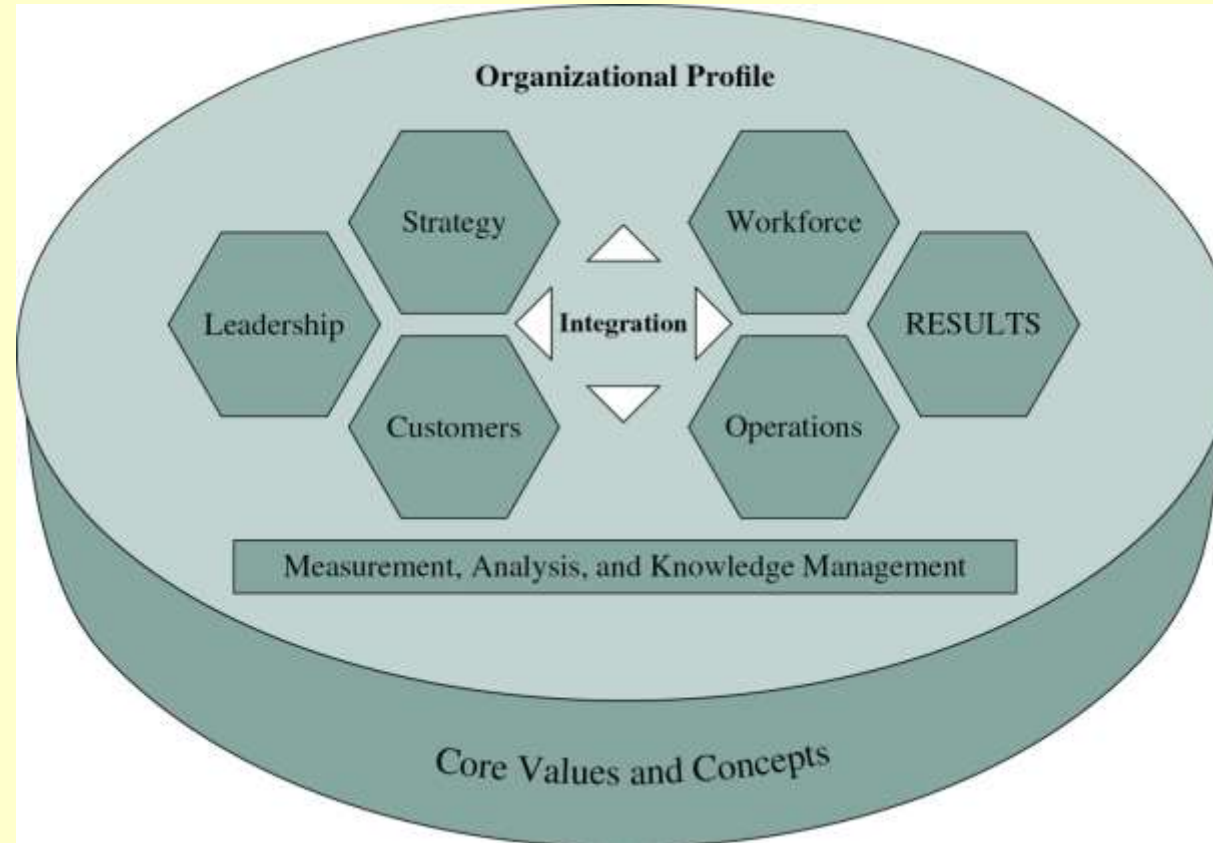 Organizational Profile
Strategy
Workforce
Leadership
Integration
RESULTS
Customers
Operations
Measurement, Analysis, and Knowledge Management
Core Values and Concepts